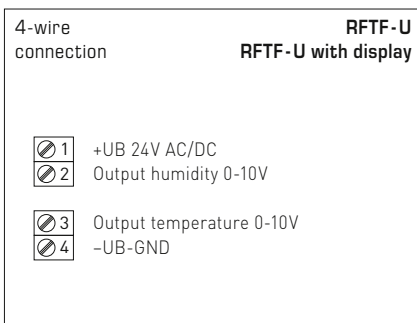 4-wire RFTF-U
connection RFTF-U with display
1 +UB 24V AC/DC
2 Output humidity 0-10V
3 Output temperature 0-10V
4 –UB-GND